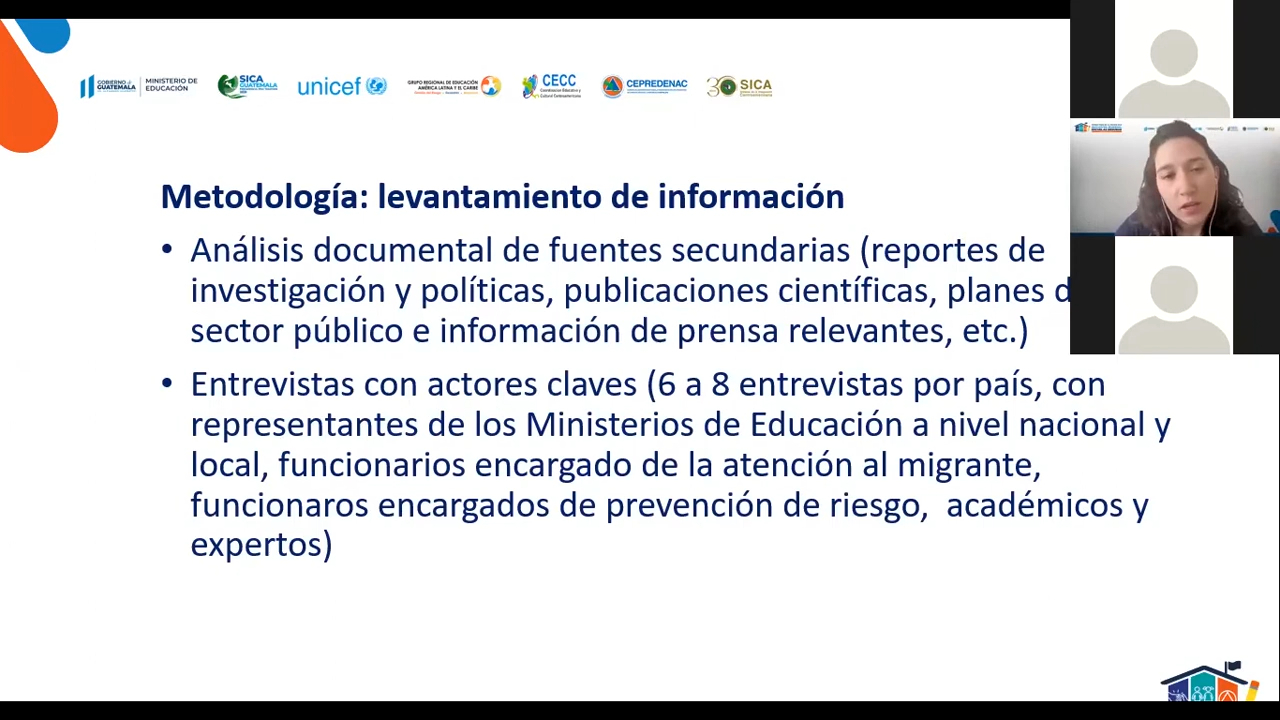 GOBIERNO de
GUATEMALA
MINISTERIO DE
EDUCACIÓN
SICA
GUATEMALA
unicef
GRUPO REGIONAL DE EDUCACIÓN
AMÉRICA LATINA Y EL CARIBE
CECC
Coordinación Educativa y
Cultural Centroamericana
CEPREDENAC
30 SICA
Metodología: levantamiento de información
• Análisis documental de fuentes secundarias (reportes de
investigación y políticas, publicaciones científicas, planes d
sector público e información de prensa relevantes, etc.)
• Entrevistas con actores claves (6 a 8 entrevistas por país, con
representantes de los Ministerios de Educación a nivel nacional y
local, funcionarios encargado de la atención al migrante,
funcionaros encargados de prevención de riesgo,  académicos y
expertos)